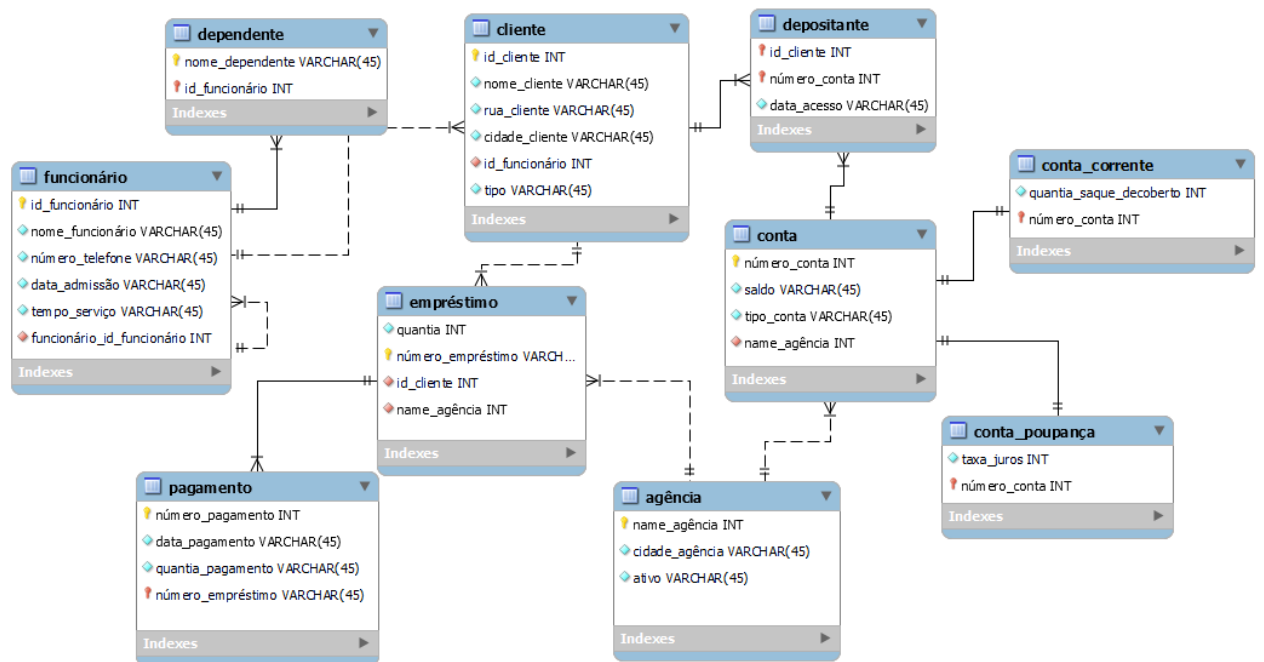 dependente
nome_dependente VARCHAR(45)
id_funcionário INT
Indexes
cliente
id_cliente INT
nome_cliente VARCHAR(45)
rua_cliente VARCHAR(45)
cidade_cliente VARCHAR(45)
id_funcionário INT
tipo VARCHAR(45)
Indexes
depositante
id_cliente INT
número_conta INT
data_acesso VARCHAR(45)
Indexes
funcionário
id_funcionário INT
nome_funcionário VARCHAR(45)
número_telefone VARCHAR(45)
data_admissão VARCHAR(45)
tempo_serviço VARCHAR(45)
funcionário_id_funcionário INT
Indexes
conta_corrente
quantia_saque_decoberto INT
número_conta INT
Indexes
conta
número_conta INT
saldo VARCHAR(45)
tipo_conta VARCHAR(45)
name_agência INT
Indexes
empréstimo
quantia INT
número_empréstimo VARCH...
id_cliente INT
name_agência INT
Indexes
conta_poupança
taxa_juros INT
número_conta INT
Indexes
pagamento
número_pagamento INT
data_pagamento VARCHAR(45)
quantia_pagamento VARCHAR(45)
número_empréstimo VARCHAR(45)
Indexes
agência
name_agência INT
cidade_agência VARCHAR(45)
ativo VARCHAR(45)
Indexes